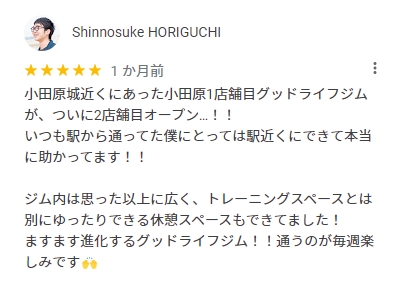 Shinnosuke HORIGUCHI
★★★★★ 1 か月前
小田原城近くにあった小田原1店舗目グッドライフジム
が、ついに2店舗目オープン…！！
いつも駅から通ってた僕にとっては駅近くにできて本当
に助かってます！！
ジム内は思った以上に広く、トレーニングスペースとは
別にゆったりできる休憩スペースもできてました！
ますます進化するグッドライフジム！！通うのが毎週楽
しみです🙌